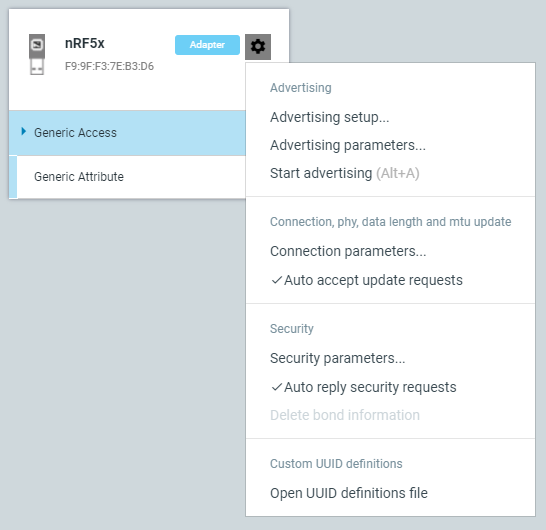 nRF5x
Adapter
F9:9F:F3:7E:B3:D6
Generic Access
Generic Attribute
Advertising
Advertising setup...
Advertising parameters...
Start advertising (Alt+A)
Connection, phy, data length and mtu update
Connection parameters...
✓Auto accept update requests
Security
Security parameters...
✓Auto reply security requests
Delete bond information
Custom UUID definitions
Open UUID definitions file